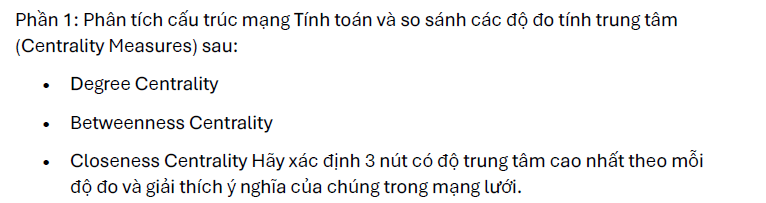 Phần 1: Phân tích cấu trúc mạng Tính toán và so sánh các độ đo tính trung tâm
(Centrality Measures) sau:
• Degree Centrality
• Betweenness Centrality
• Closeness Centrality Hãy xác định 3 nút có độ trung tâm cao nhất theo mỗi
độ đo và giải thích ý nghĩa của chúng trong mạng lưới.